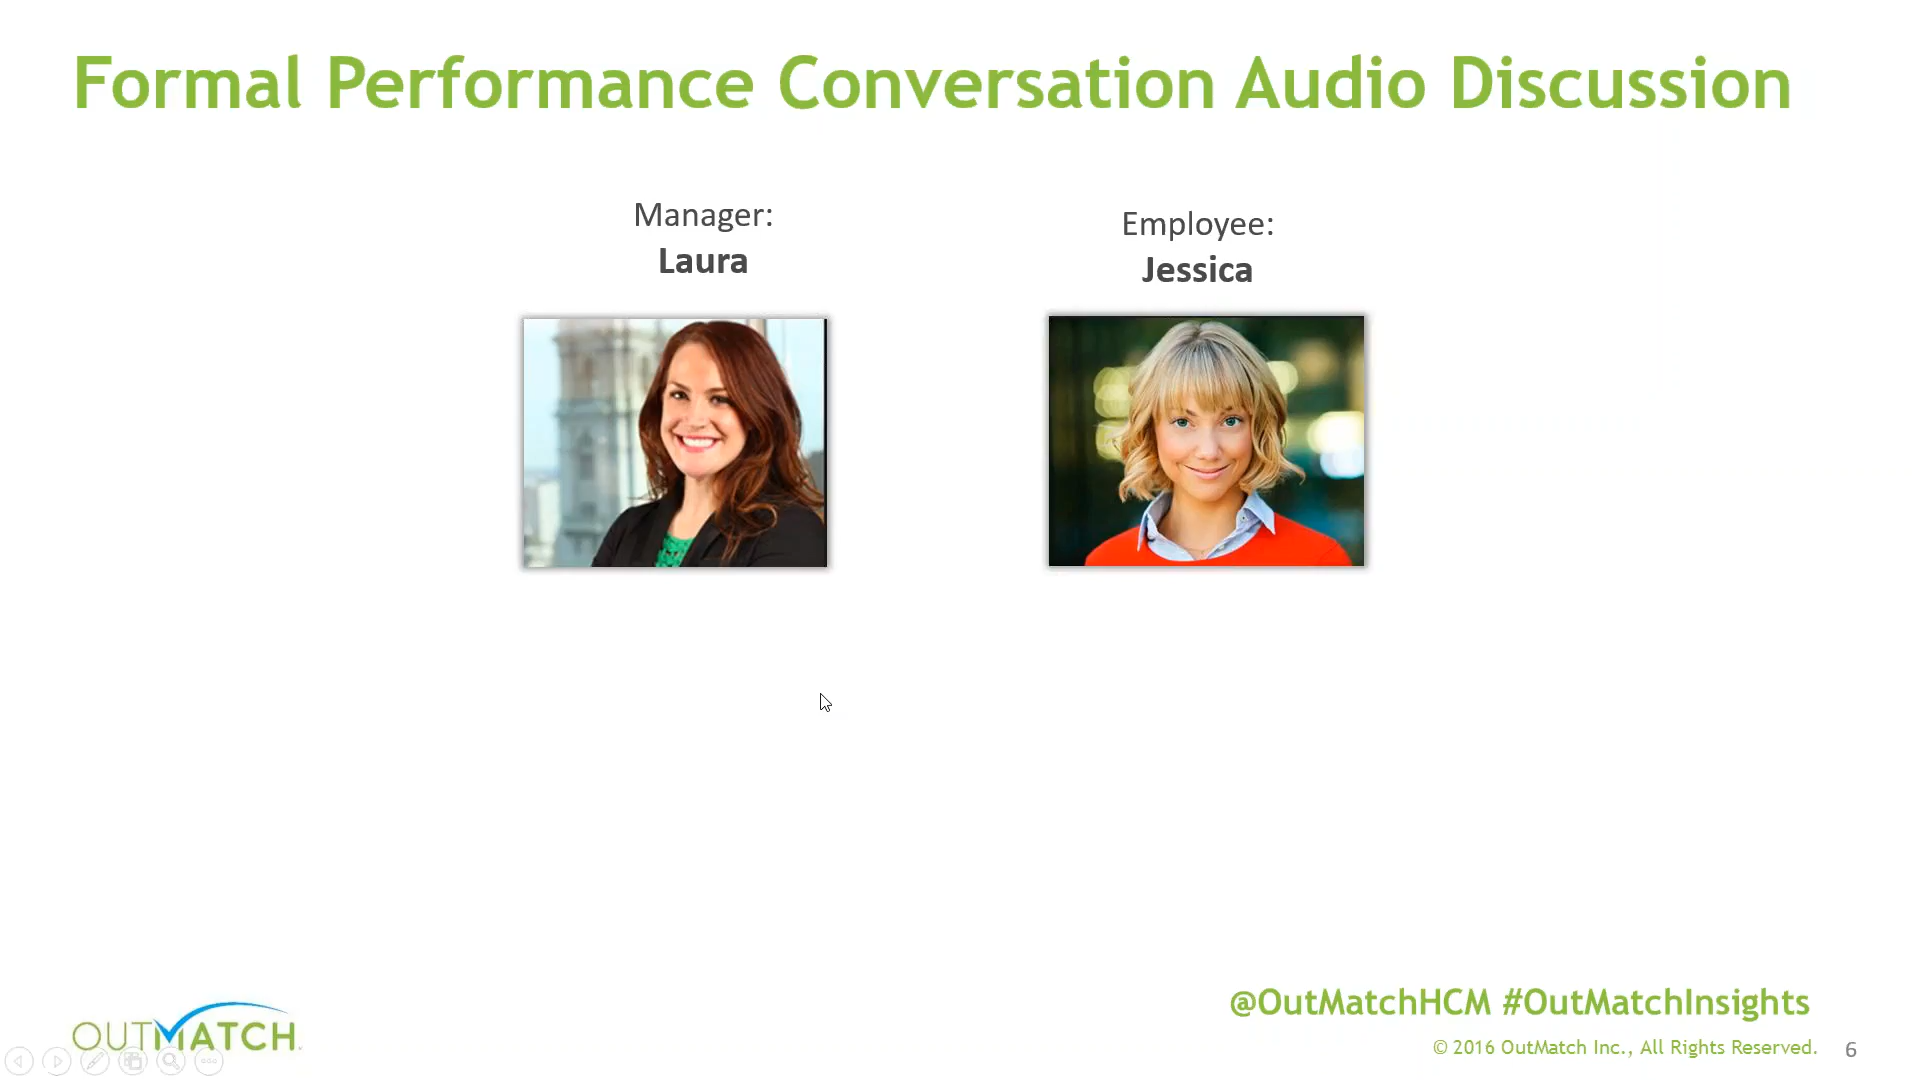 Formal Performance Conversation Audio Discussion
Manager:
Laura
Employee:
Jessica
@OutMatchHCM #OutMatchInsights
OUTMATCH
© 2016 OutMatch Inc., All Rights Reserved.
6